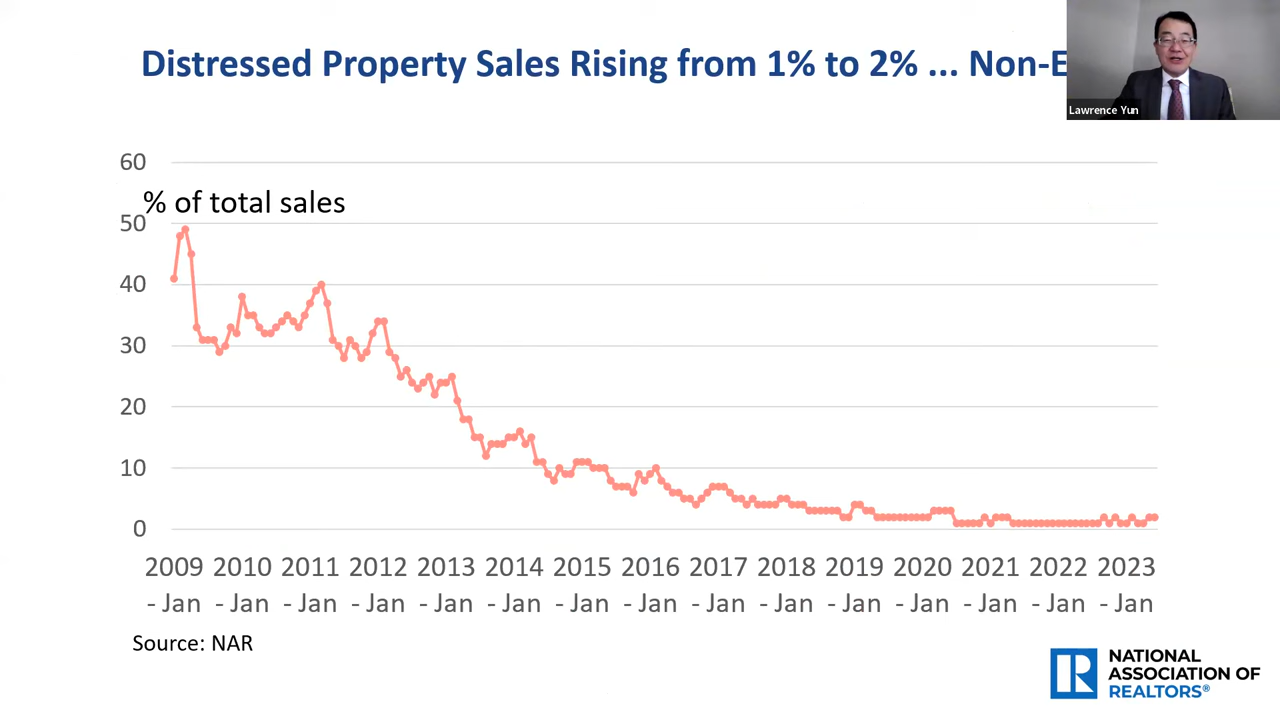 Distressed Property Sales Rising from 1% to 2% ... Non-E
Lawrence Yun
60
% of total sales
50
40
30
20
10
0
2009 2010 2011 2012 2013 2014 2015 2016 2017 2018 2019 2020 2021 2022 2023
- Jan - Jan - Jan - Jan - Jan - Jan - Jan - Jan - Jan - Jan - Jan - Jan - Jan - Jan - Jan
Source: NAR
R
NATIONAL
ASSOCIATION OF
REALTORS®